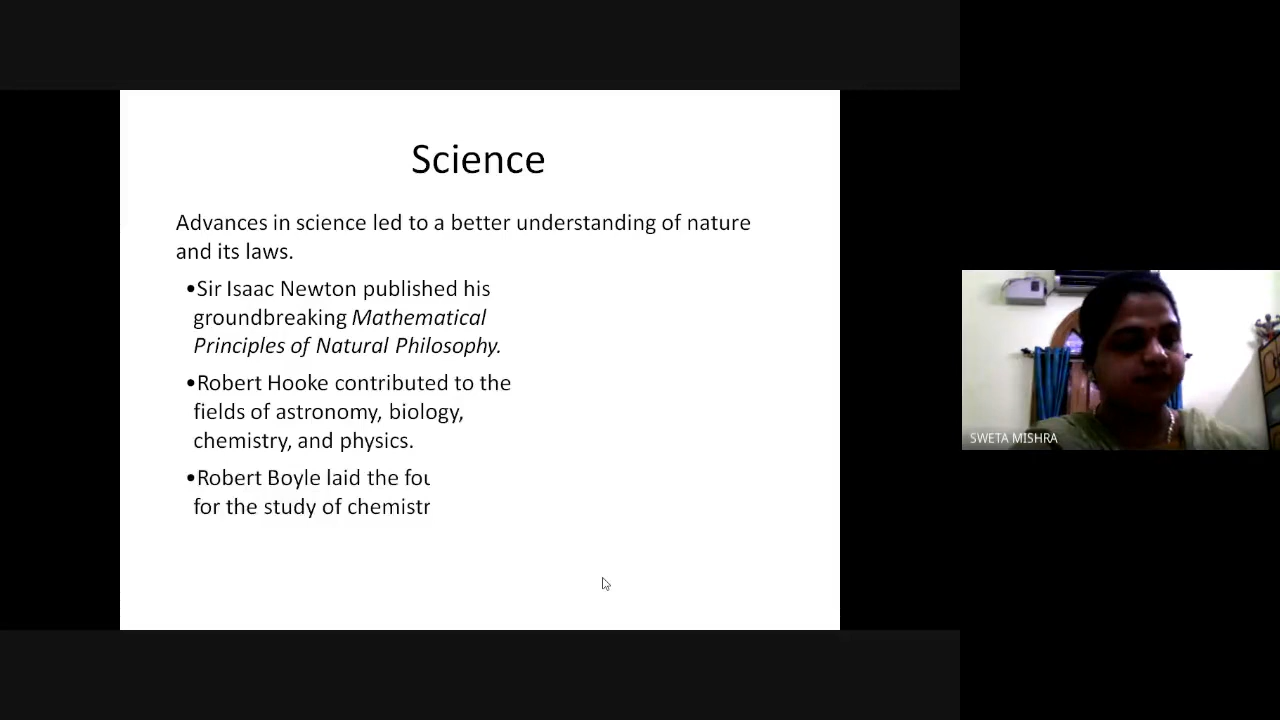 Science
Advances in science led to a better understanding of nature
and its laws.
•Sir Isaac Newton published his
groundbreaking Mathematical
Principles of Natural Philosophy.
•Robert Hooke contributed to the
fields of astronomy, biology,
chemistry, and physics.
•Robert Boyle laid the
for the study of
SWETA MISHRA